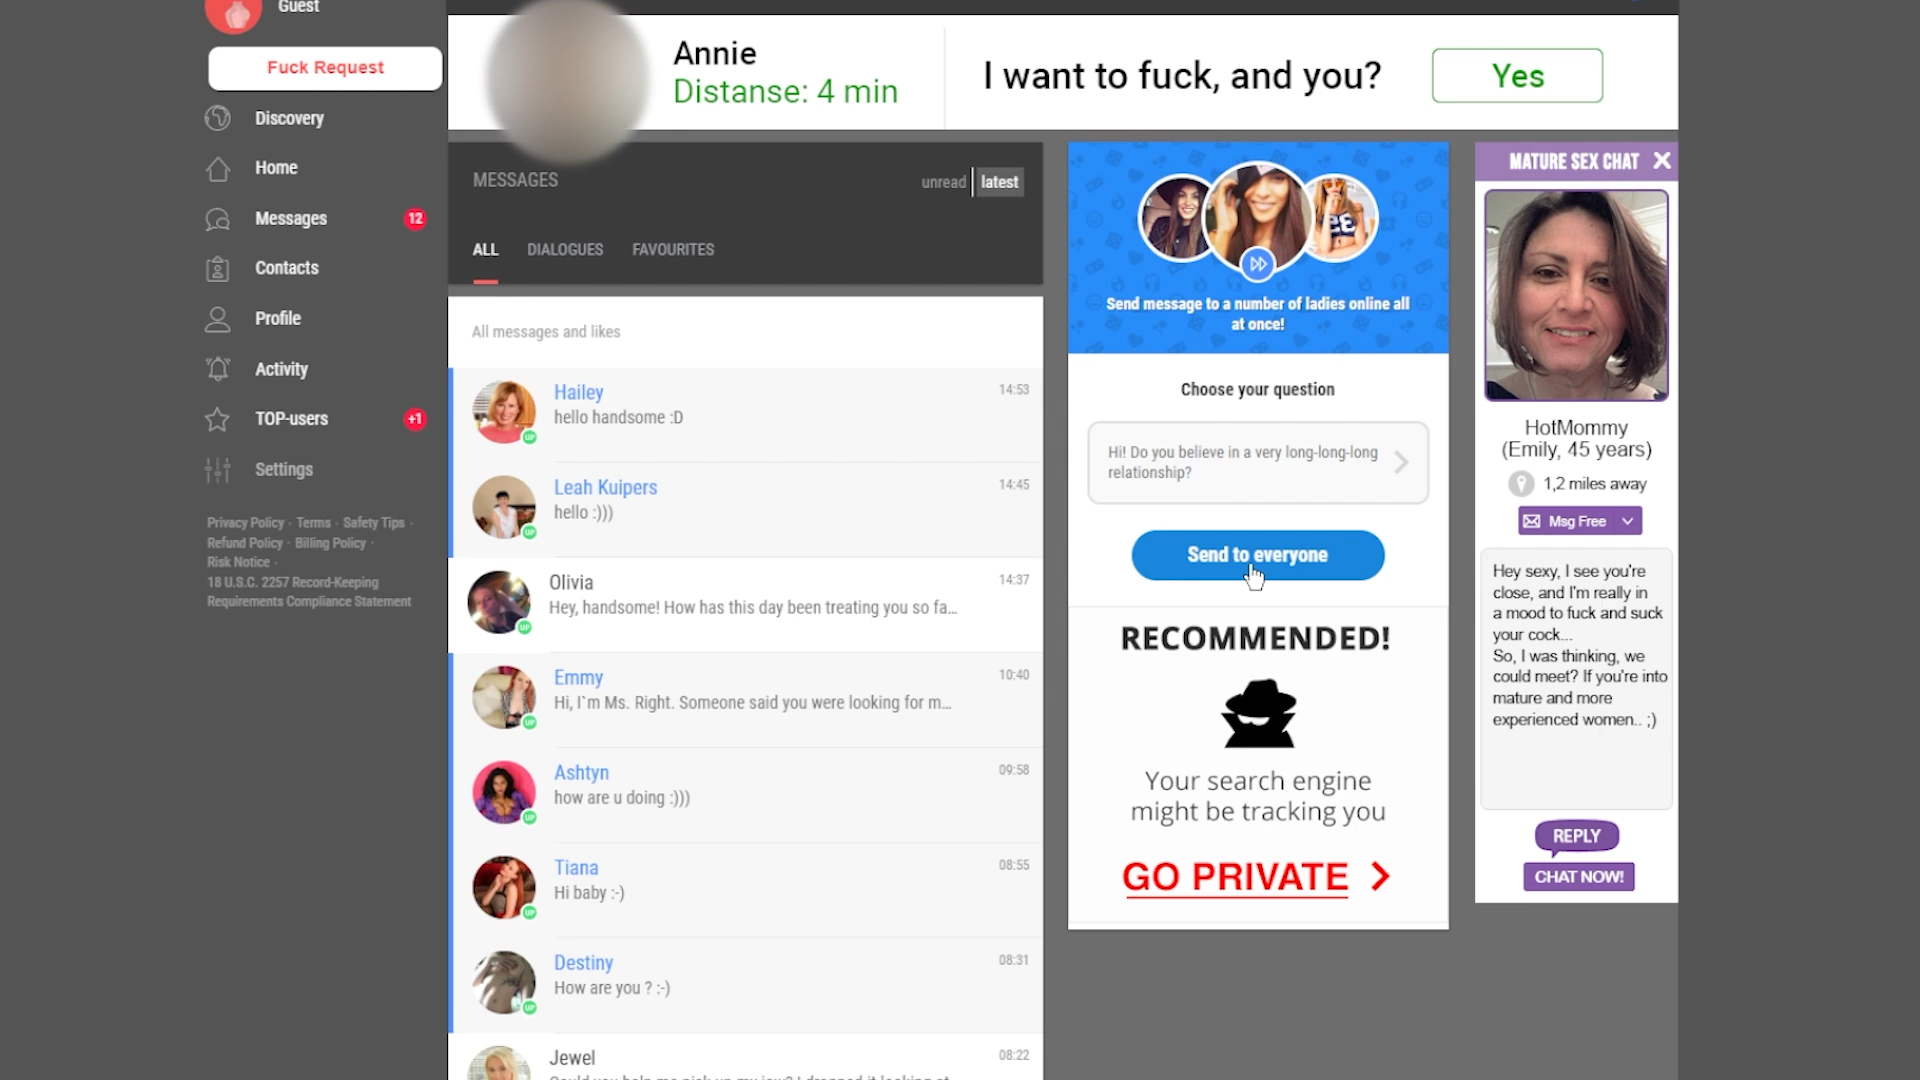 Guest
Fuck Request
Discovery
Home
Messages 12
Contacts
Profile
Activity
TOP-users +1
Settings
Privacy Policy · Terms · Safety Tips ·
Refund Policy · Billing Policy ·
Risk Notice ·
18 U.S.C. 2257 Record-Keeping
Requirements Compliance Statement
Annie
Distanse: 4 min
I want to fuck, and you?
Yes
MESSAGES
unread latest
ALL DIALOGUES FAVOURITES
All messages and likes
Hailey 14:53
hello handsome :D
UP
Leah Kuipers 14:45
hello :)))
UP
Olivia 14:37
Hey, handsome! How has this day been treating you so fa...
UP
Emmy 10:40
Hi, I`m Ms. Right. Someone said you were looking for m...
UP
Ashtyn 09:58
how are u doing :)))
UP
Tiana 08:55
Hi baby :-)
UP
Destiny 08:31
How are you ? :-)
UP
Jewel 08:22
Send message to a number of ladies online all
at once!
Choose your question
Hi! Do you believe in a very long-long-long
relationship?
Send to everyone
RECOMMENDED!
Your search engine
might be tracking you
GO PRIVATE >
MATURE SEX CHAT X
HotMommy
(Emily, 45 years)
1,2 miles away
Msg Free
Hey sexy, I see you're
close, and I'm really in
a mood to fuck and suck
your cock...
So, I was thinking, we
could meet? If you're into
mature and more
experienced women.. ;)
REPLY
CHAT NOW!